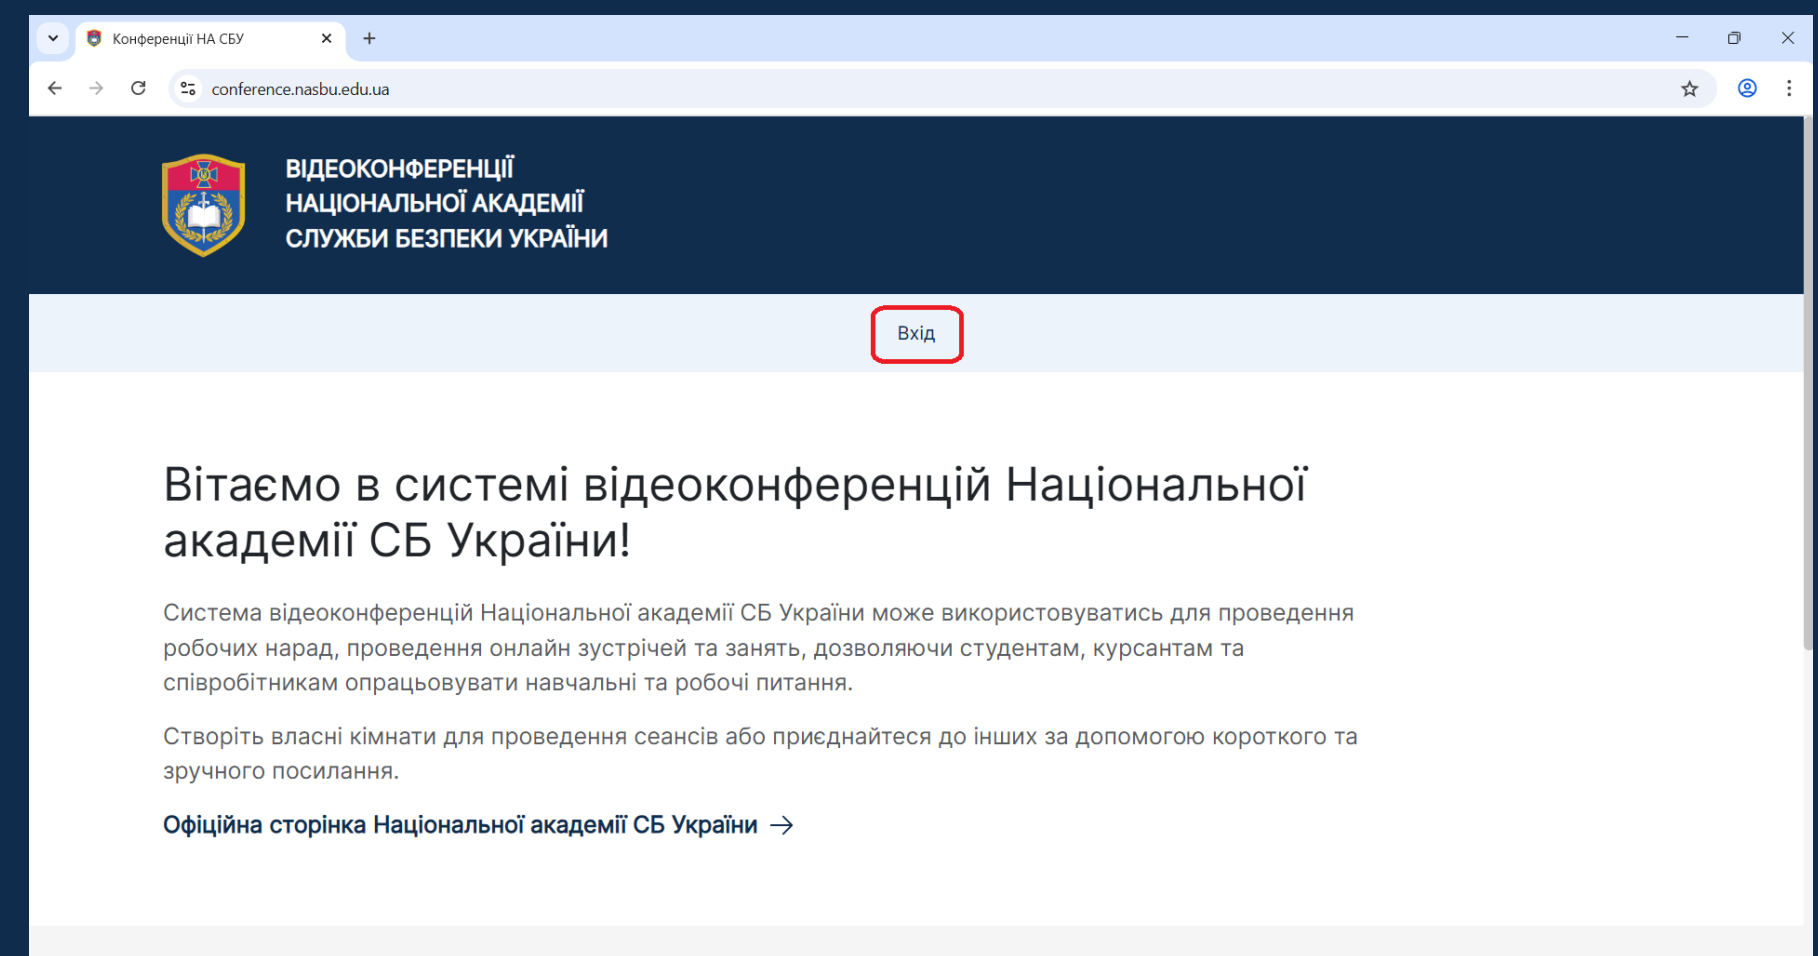 Конференції НА СБУ
conference.nasbu.edu.ua
ВІДЕОКОНФЕРЕНЦІЇ
НАЦІОНАЛЬНОЇ АКАДЕМІЇ
СЛУЖБИ БЕЗПЕКИ УКРАЇНИ
Вхід
Вітаємо в системі відеоконференцій Національної
академії СБ України!
Система відеоконференцій Національної академії СБ України може використовуватись для проведення
робочих нарад, проведення онлайн зустрічей та занять, дозволяючи студентам, курсантам та
співробітникам опрацьовувати навчальні та робочі питання.
Створіть власні кімнати для проведення сеансів або приєднайтеся до інших за допомогою короткого та
зручного посилання.
Офіційна сторінка Національної академії СБ України →